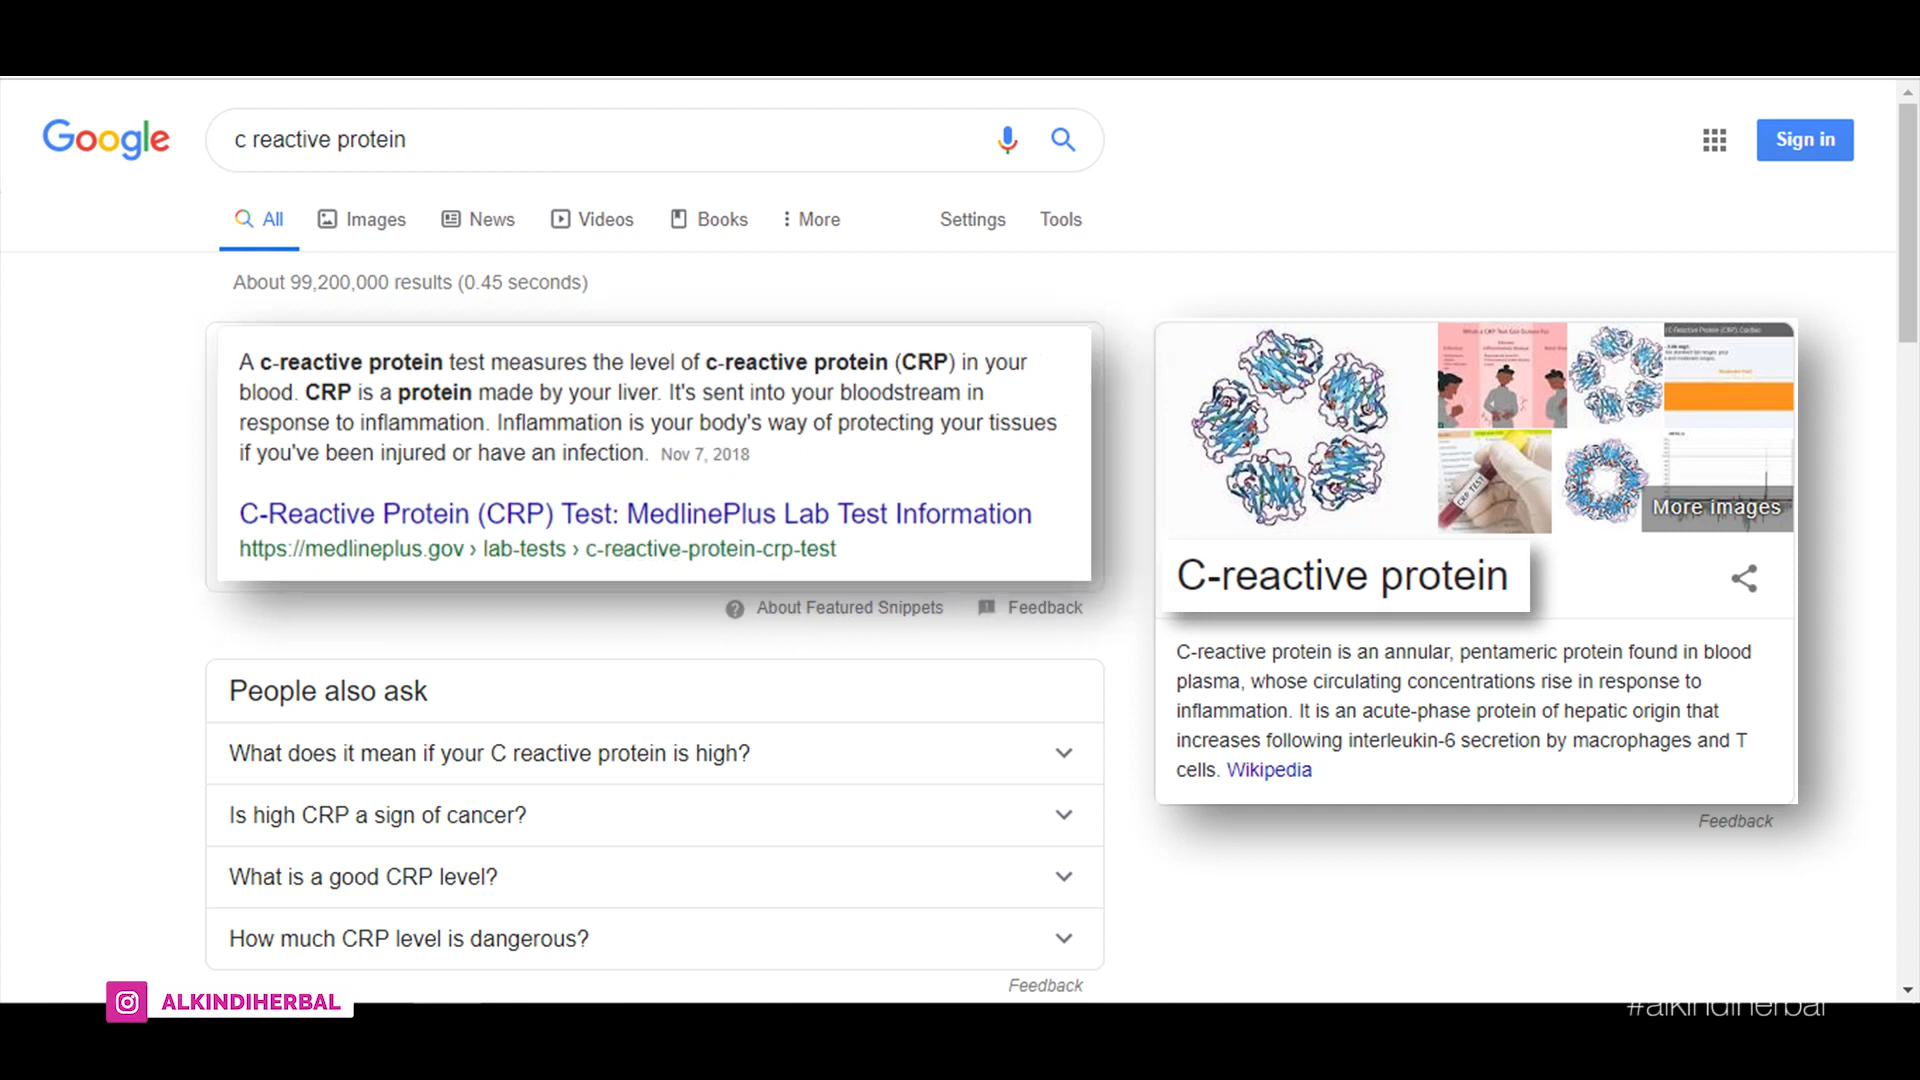 Google
c reactive protein
Sign in
All
Images
News
Videos
Books
More
Settings
Tools
About 99,200,000 results (0.45 seconds)
A c-reactive protein test measures the level of c-reactive protein (CRP) in your
blood. CRP is a protein made by your liver. It's sent into your bloodstream in
response to inflammation. Inflammation is your body's way of protecting your tissues
if you've been injured or have an infection. Nov 7, 2018
C-Reactive Protein (CRP) Test: MedlinePlus Lab Test Information
https://medlineplus.gov › lab-tests › c-reactive-protein-crp-test
About Featured Snippets
Feedback
People also ask
What does it mean if your C reactive protein is high?
Is high CRP a sign of cancer?
What is a good CRP level?
How much CRP level is dangerous?
Feedback
CRP TEST
More images
C-reactive protein
C-reactive protein is an annular, pentameric protein found in blood
plasma, whose circulating concentrations rise in response to
inflammation. It is an acute-phase protein of hepatic origin that
increases following interleukin-6 secretion by macrophages and T
cells. Wikipedia
Feedback
ALKINDIHERBAL
#alkindiherbal